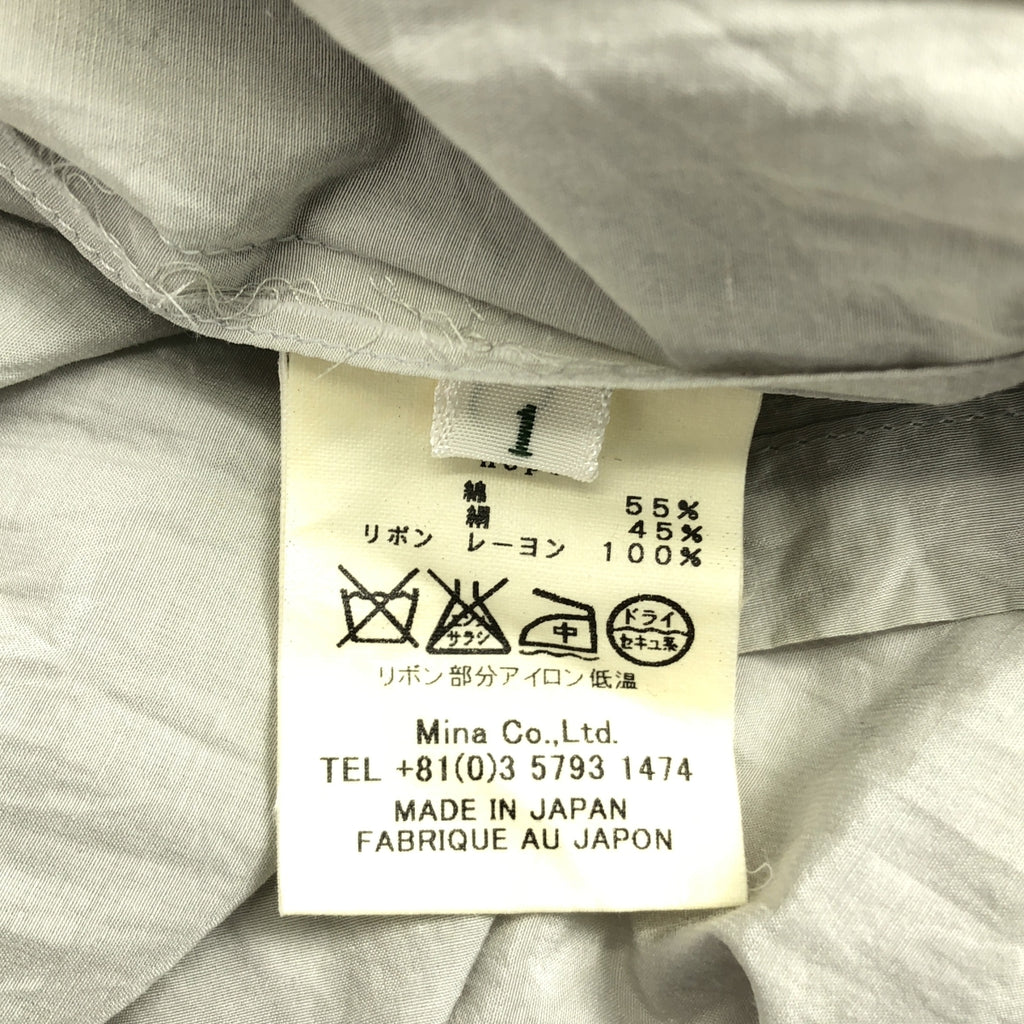 1
綿 55%
絹 45%
リボン レーヨン 100%
サラシ
中
ドライ
セキユ系
リボン部分アイロン低温
Mina Co.,Ltd.
TEL +81(0)3 5793 1474
MADE IN JAPAN
FABRIQUE AU JAPON